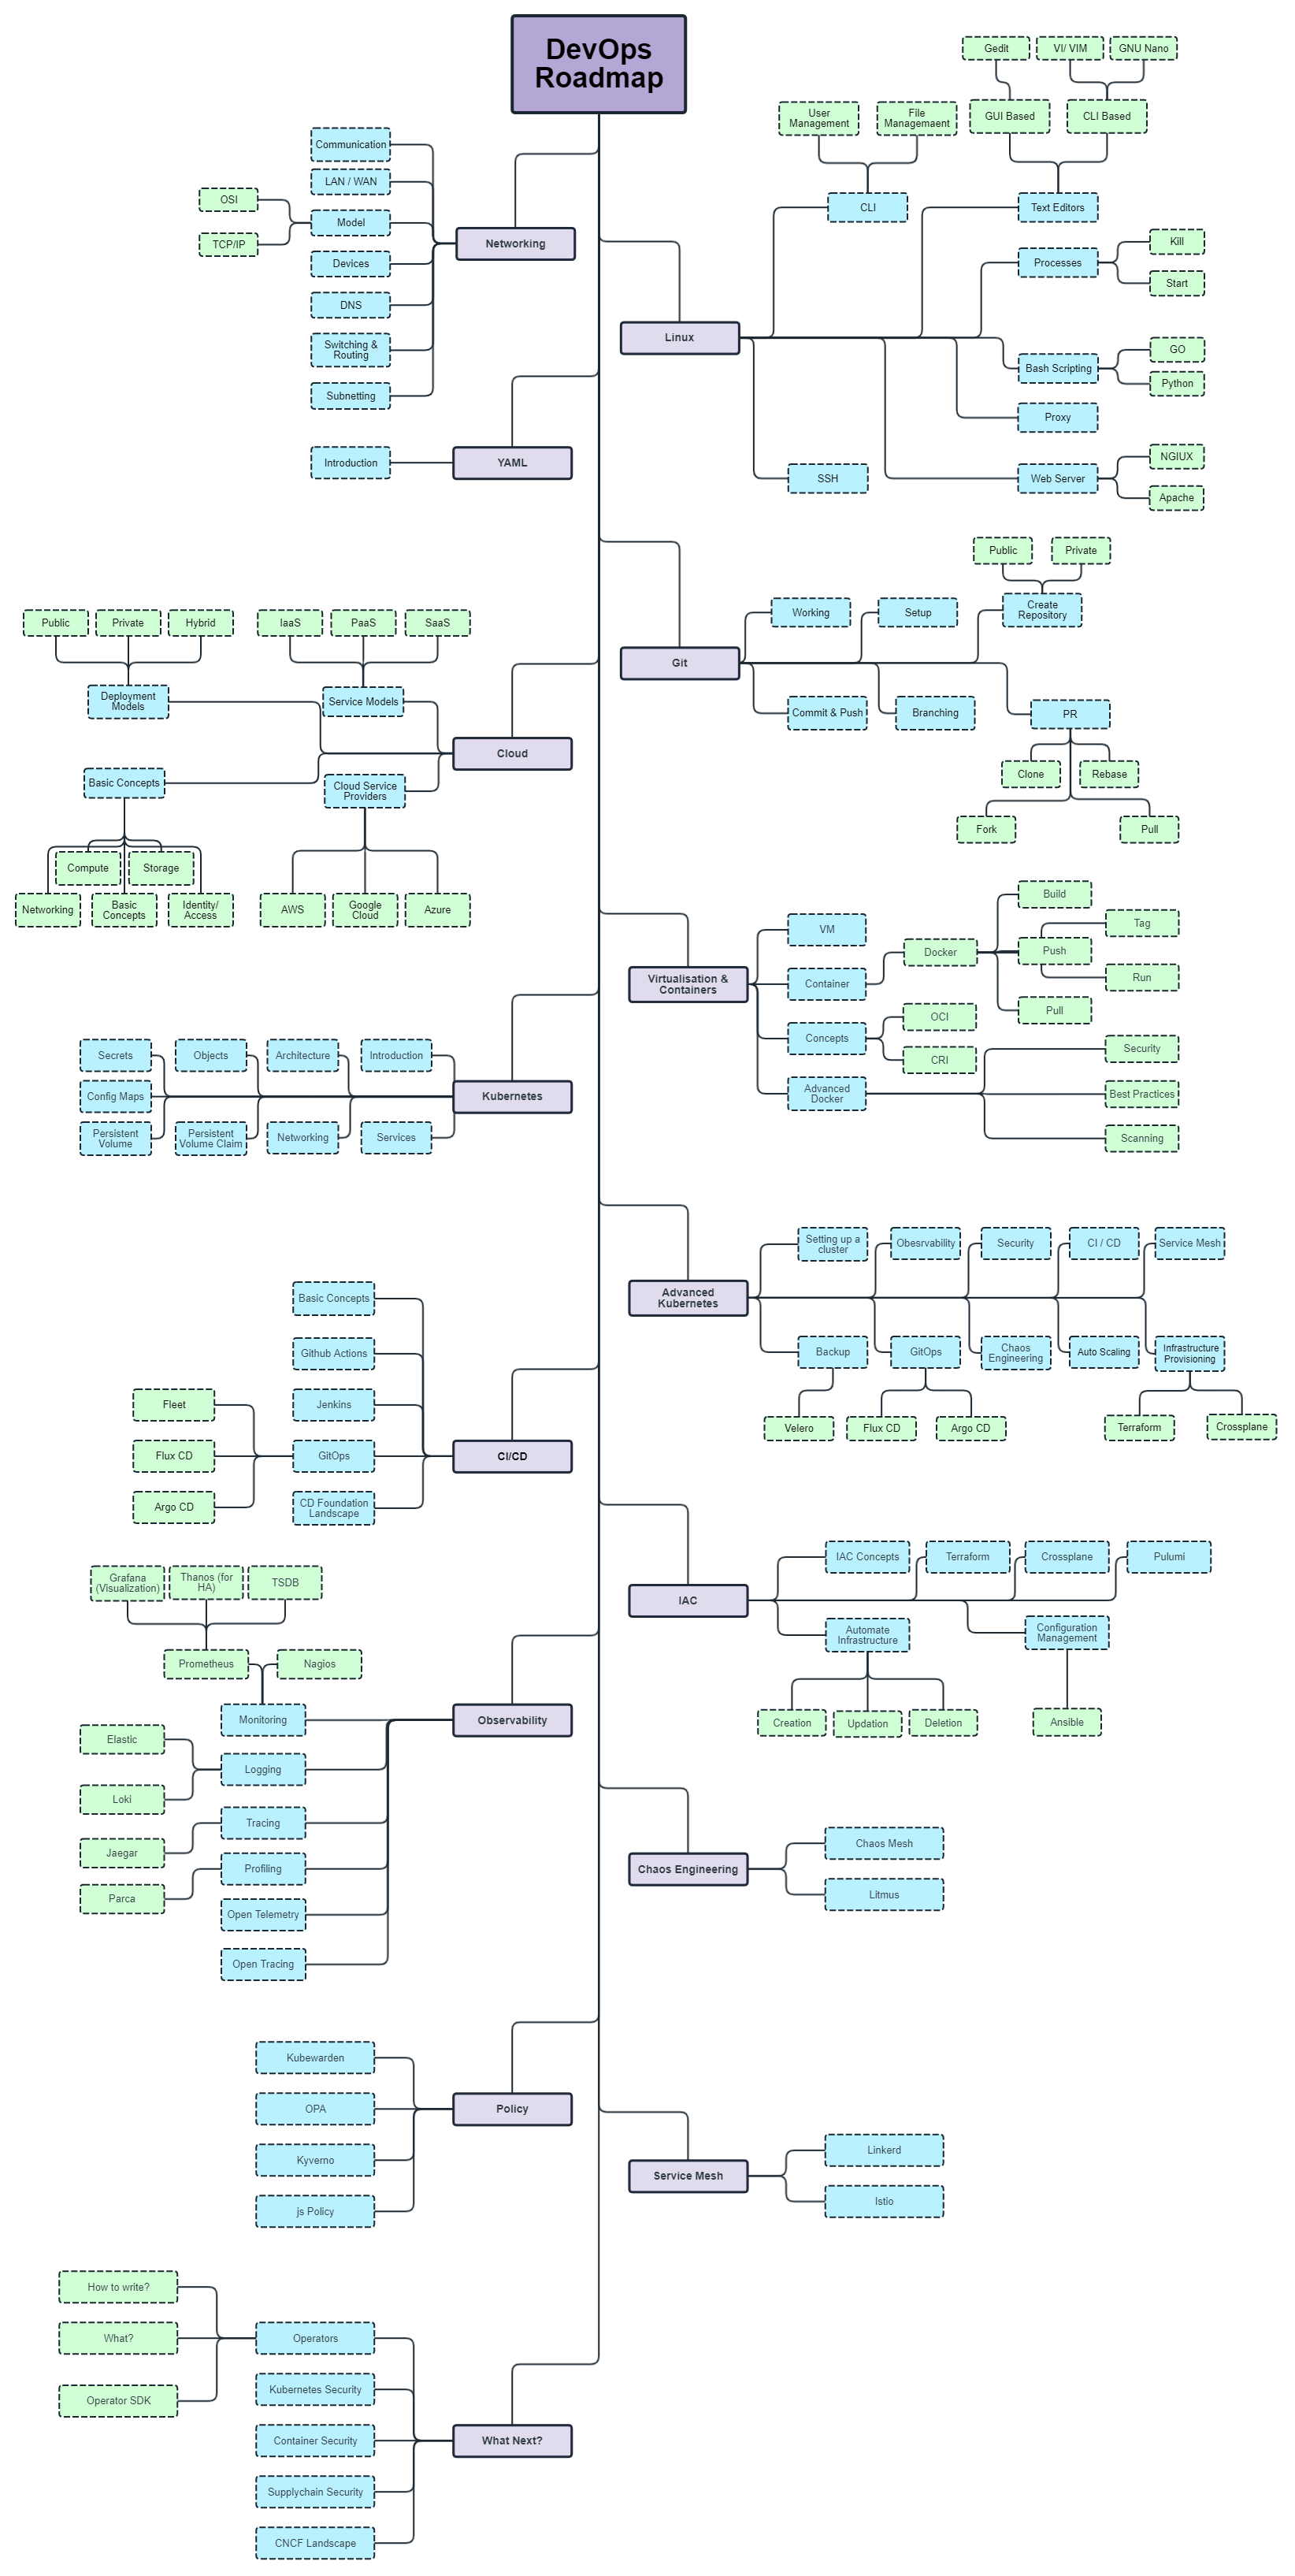 DevOps
Roadmap
Networking
Communication
LAN / WAN
Model
OSI
TCP/IP
Devices
DNS
Switching &
Routing
Subnetting
Linux
CLI
User
Management
File
Managemaent
Text Editors
GUI Based
Gedit
CLI Based
VI/ VIM
GNU Nano
Processes
Kill
Start
Bash Scripting
GO
Python
Proxy
Web Server
NGIUX
Apache
SSH
YAML
Introduction
Git
Working
Setup
Create
Repository
Public
Private
Commit & Push
Branching
PR
Clone
Rebase
Fork
Pull
Cloud
Deployment
Models
Public
Private
Hybrid
Service Models
IaaS
PaaS
SaaS
Basic Concepts
Compute
Storage
Networking
Basic
Concepts
Identity/
Access
Cloud Service
Providers
AWS
Google
Cloud
Azure
Virtualisation &
Containers
VM
Container
Docker
Build
Tag
Push
Run
Pull
Concepts
OCI
CRI
Advanced
Docker
Security
Best Practices
Scanning
Kubernetes
Secrets
Objects
Architecture
Introduction
Config Maps
Persistent
Volume
Persistent
Volume Claim
Networking
Services
Advanced
Kubernetes
Setting up a
cluster
Obesrvability
Security
CI / CD
Service Mesh
Backup
GitOps
Chaos
Engineering
Auto Scaling
Infrastructure
Provisioning
Velero
Flux CD
Argo CD
Terraform
Crossplane
CI/CD
Basic Concepts
Github Actions
Jenkins
GitOps
Fleet
Flux CD
Argo CD
CD Foundation
Landscape
IAC
IAC Concepts
Terraform
Crossplane
Pulumi
Automate
Infrastructure
Configuration
Management
Creation
Updation
Deletion
Ansible
Observability
Grafana
(Visualization)
Thanos (for
HA)
TSDB
Prometheus
Nagios
Monitoring
Elastic
Logging
Loki
Tracing
Jaegar
Profiling
Parca
Open Telemetry
Open Tracing
Chaos Engineering
Chaos Mesh
Litmus
Policy
Kubewarden
OPA
Kyverno
js Policy
Service Mesh
Linkerd
Istio
What Next?
How to write?
What?
Operator SDK
Operators
Kubernetes Security
Container Security
Supplychain Security
CNCF Landscape